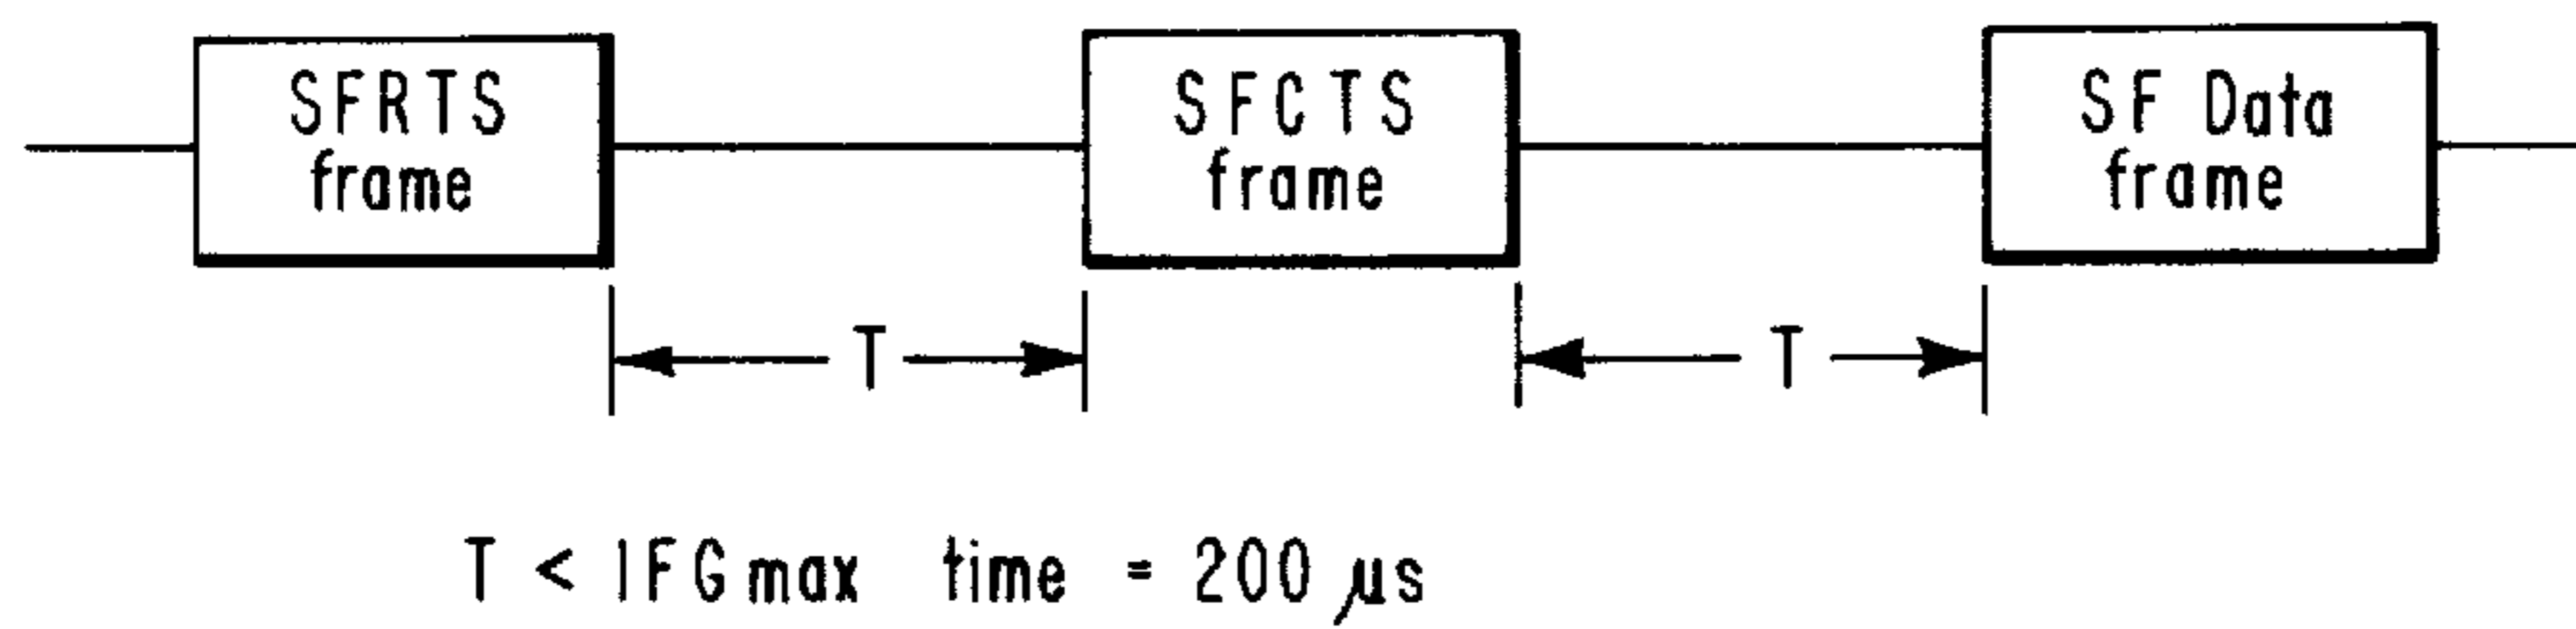 SFRTS
frame
SFCTS
frame
SF Data
frame
T
T
T < IFG max time = 200 µs